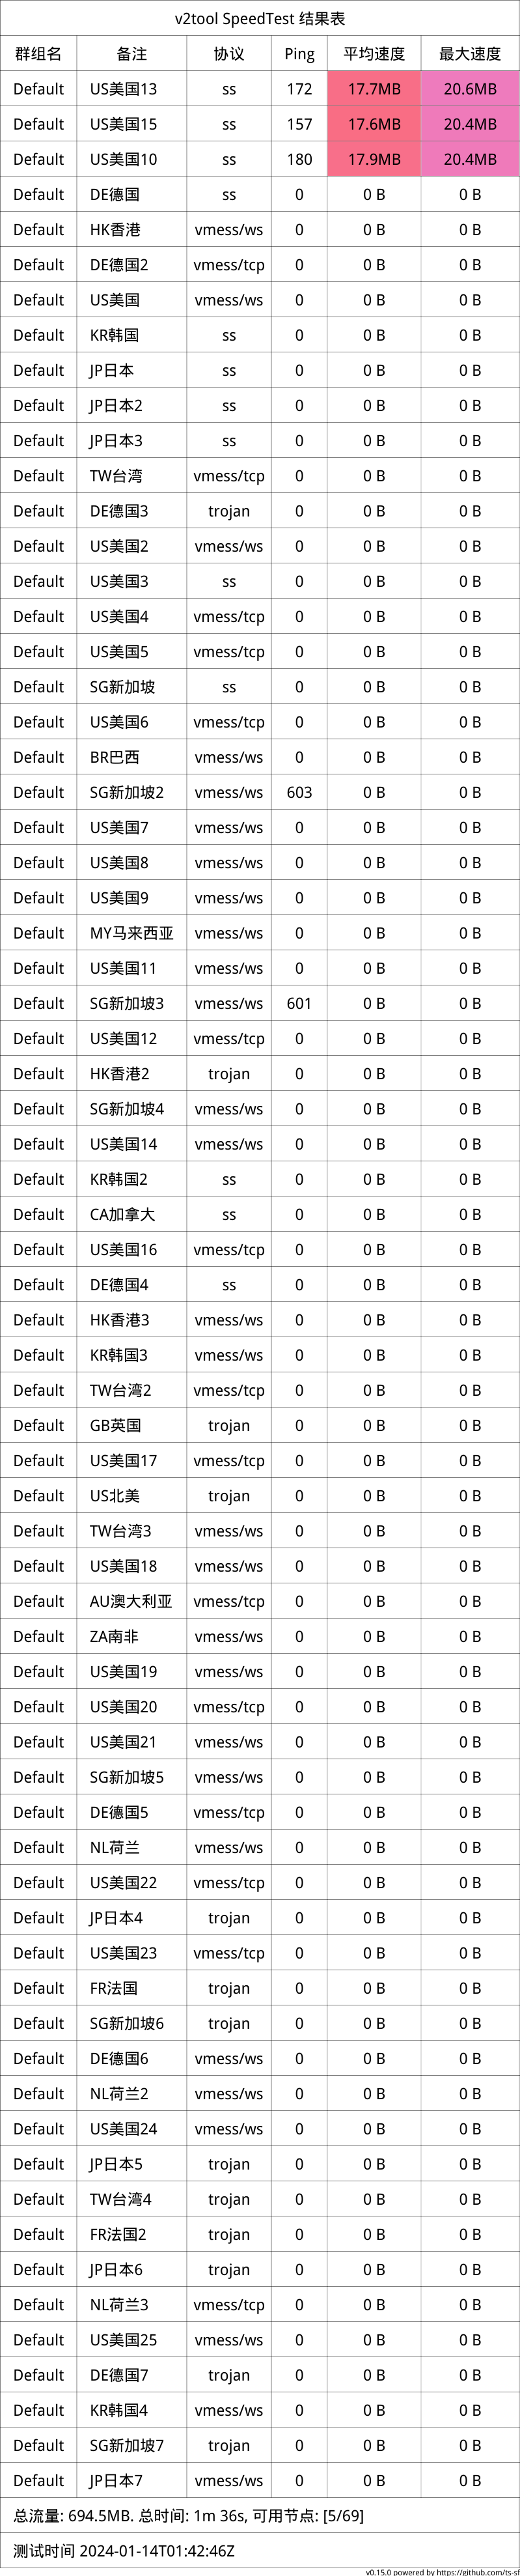 v2tool SpeedTest 结果表
群组名 备注 协议 Ping 平均速度 最大速度
Default US美国13 ss 172 17.7MB 20.6MB
Default US美国15 ss 157 17.6MB 20.4MB
Default US美国10 ss 180 17.9MB 20.4MB
Default DE德国 ss 0 0 B 0 B
Default HK香港 vmess/ws 0 0 B 0 B
Default DE德国2 vmess/tcp 0 0 B 0 B
Default US美国 vmess/ws 0 0 B 0 B
Default KR韩国 ss 0 0 B 0 B
Default JP日本 ss 0 0 B 0 B
Default JP日本2 ss 0 0 B 0 B
Default JP日本3 ss 0 0 B 0 B
Default TW台湾 vmess/tcp 0 0 B 0 B
Default DE德国3 trojan 0 0 B 0 B
Default US美国2 vmess/ws 0 0 B 0 B
Default US美国3 ss 0 0 B 0 B
Default US美国4 vmess/tcp 0 0 B 0 B
Default US美国5 vmess/tcp 0 0 B 0 B
Default SG新加坡 ss 0 0 B 0 B
Default US美国6 vmess/tcp 0 0 B 0 B
Default BR巴西 vmess/ws 0 0 B 0 B
Default SG新加坡2 vmess/ws 603 0 B 0 B
Default US美国7 vmess/ws 0 0 B 0 B
Default US美国8 vmess/ws 0 0 B 0 B
Default US美国9 vmess/ws 0 0 B 0 B
Default MY马来西亚 vmess/ws 0 0 B 0 B
Default US美国11 vmess/ws 0 0 B 0 B
Default SG新加坡3 vmess/ws 601 0 B 0 B
Default US美国12 vmess/tcp 0 0 B 0 B
Default HK香港2 trojan 0 0 B 0 B
Default SG新加坡4 vmess/ws 0 0 B 0 B
Default US美国14 vmess/ws 0 0 B 0 B
Default KR韩国2 ss 0 0 B 0 B
Default CA加拿大 ss 0 0 B 0 B
Default US美国16 vmess/tcp 0 0 B 0 B
Default DE德国4 ss 0 0 B 0 B
Default HK香港3 vmess/ws 0 0 B 0 B
Default KR韩国3 vmess/ws 0 0 B 0 B
Default TW台湾2 vmess/tcp 0 0 B 0 B
Default GB英国 trojan 0 0 B 0 B
Default US美国17 vmess/tcp 0 0 B 0 B
Default US北美 trojan 0 0 B 0 B
Default TW台湾3 vmess/ws 0 0 B 0 B
Default US美国18 vmess/ws 0 0 B 0 B
Default AU澳大利亚 vmess/tcp 0 0 B 0 B
Default ZA南非 vmess/ws 0 0 B 0 B
Default US美国19 vmess/ws 0 0 B 0 B
Default US美国20 vmess/tcp 0 0 B 0 B
Default US美国21 vmess/ws 0 0 B 0 B
Default SG新加坡5 vmess/ws 0 0 B 0 B
Default DE德国5 vmess/tcp 0 0 B 0 B
Default NL荷兰 vmess/ws 0 0 B 0 B
Default US美国22 vmess/tcp 0 0 B 0 B
Default JP日本4 trojan 0 0 B 0 B
Default US美国23 vmess/tcp 0 0 B 0 B
Default FR法国 trojan 0 0 B 0 B
Default SG新加坡6 trojan 0 0 B 0 B
Default DE德国6 vmess/ws 0 0 B 0 B
Default NL荷兰2 vmess/ws 0 0 B 0 B
Default US美国24 vmess/ws 0 0 B 0 B
Default JP日本5 trojan 0 0 B 0 B
Default TW台湾4 trojan 0 0 B 0 B
Default FR法国2 trojan 0 0 B 0 B
Default JP日本6 trojan 0 0 B 0 B
Default NL荷兰3 vmess/tcp 0 0 B 0 B
Default US美国25 vmess/ws 0 0 B 0 B
Default DE德国7 trojan 0 0 B 0 B
Default KR韩国4 vmess/ws 0 0 B 0 B
Default SG新加坡7 trojan 0 0 B 0 B
Default JP日本7 vmess/ws 0 0 B 0 B
总流量: 694.5MB. 总时间: 1m 36s, 可用节点: [5/69]
测试时间 2024-01-14T01:42:46Z
v0.15.0 powered by https://github.com/ts-sf